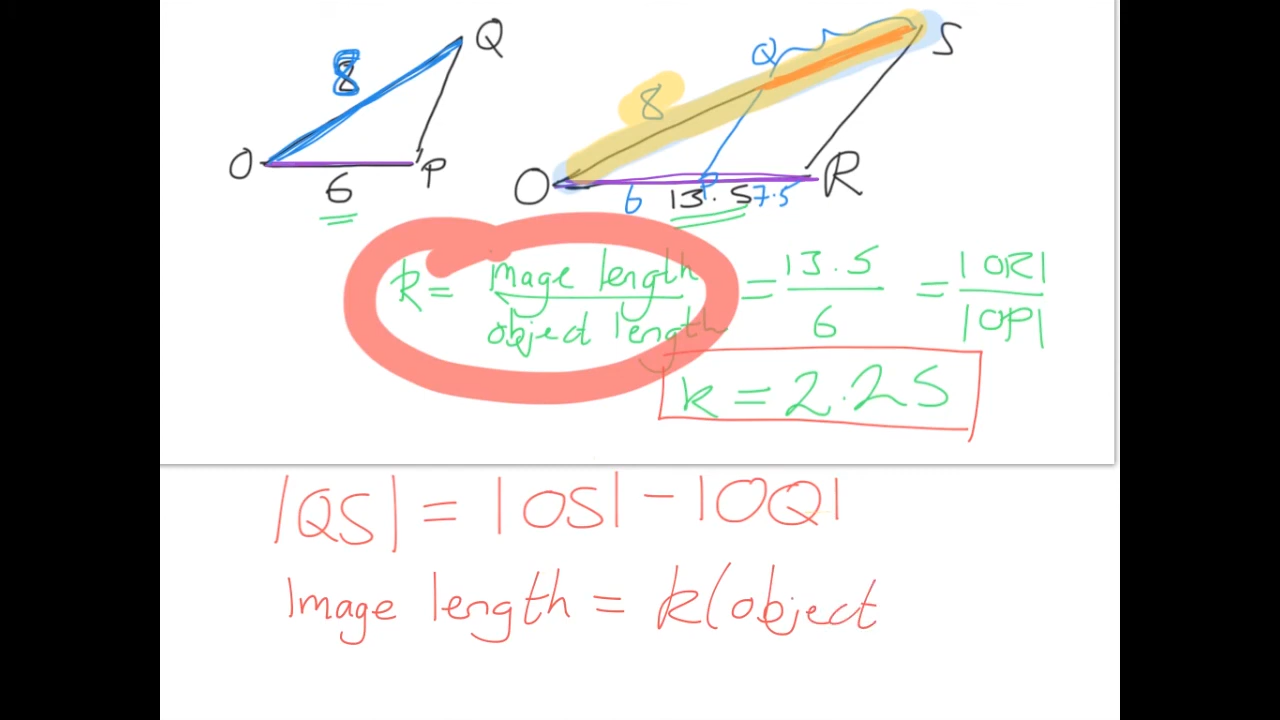 8 Q O 6 P
Q S 8 O 6 P 13.5 7.5 R
k = image length / object length = 13.5 / 6 = |OR| / |OP|
k = 2.25
|QS| = |OS| - |OQ|
Image length = k(object